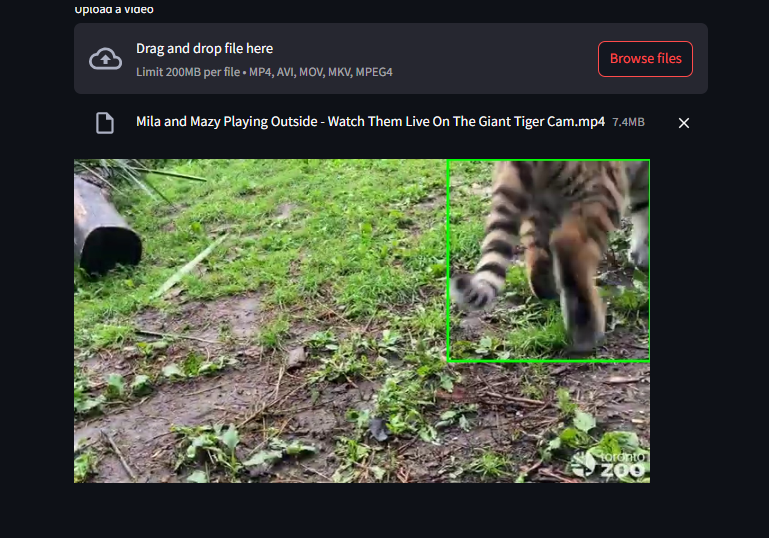 Upload a video
Drag and drop file here
Limit 200MB per file • MP4, AVI, MOV, MKV, MPEG4
Browse files
Mila and Mazy Playing Outside - Watch Them Live On The Giant Tiger Cam.mp4 7.4MB
toronto
ZOO